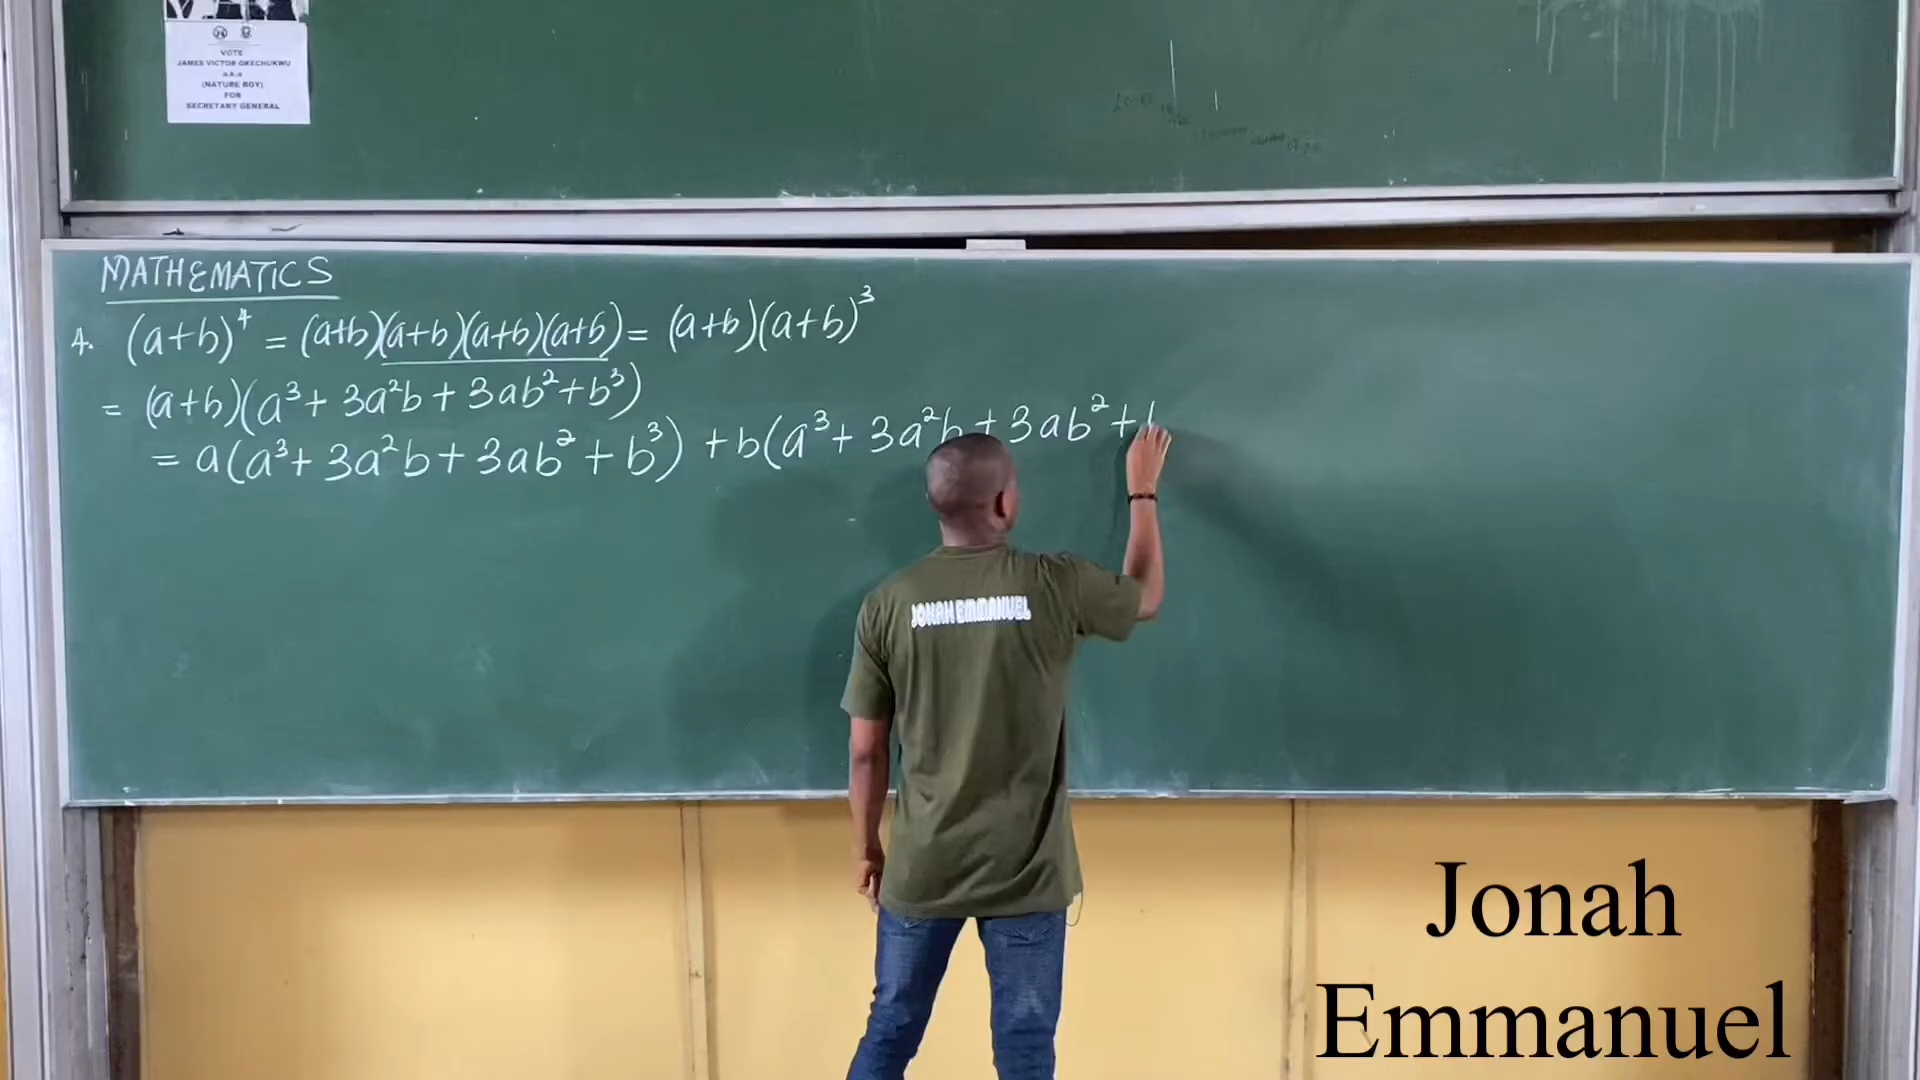 VOTE
JAMES VICTOR OKECHUKWU
a.k.a
(NATURE BOY)
FOR
SECRETARY GENERAL
MATHEMATICS
4. (a+b)⁴ = (a+b)(a+b)(a+b)(a+b) = (a+b)(a+b)³
= (a+b)(a³+ 3a²b + 3ab²+b³)
= a(a³+ 3a²b + 3ab² + b³) + b(a³+ 3a²b + 3ab²+
JONAH EMMANUEL
Jonah
Emmanuel